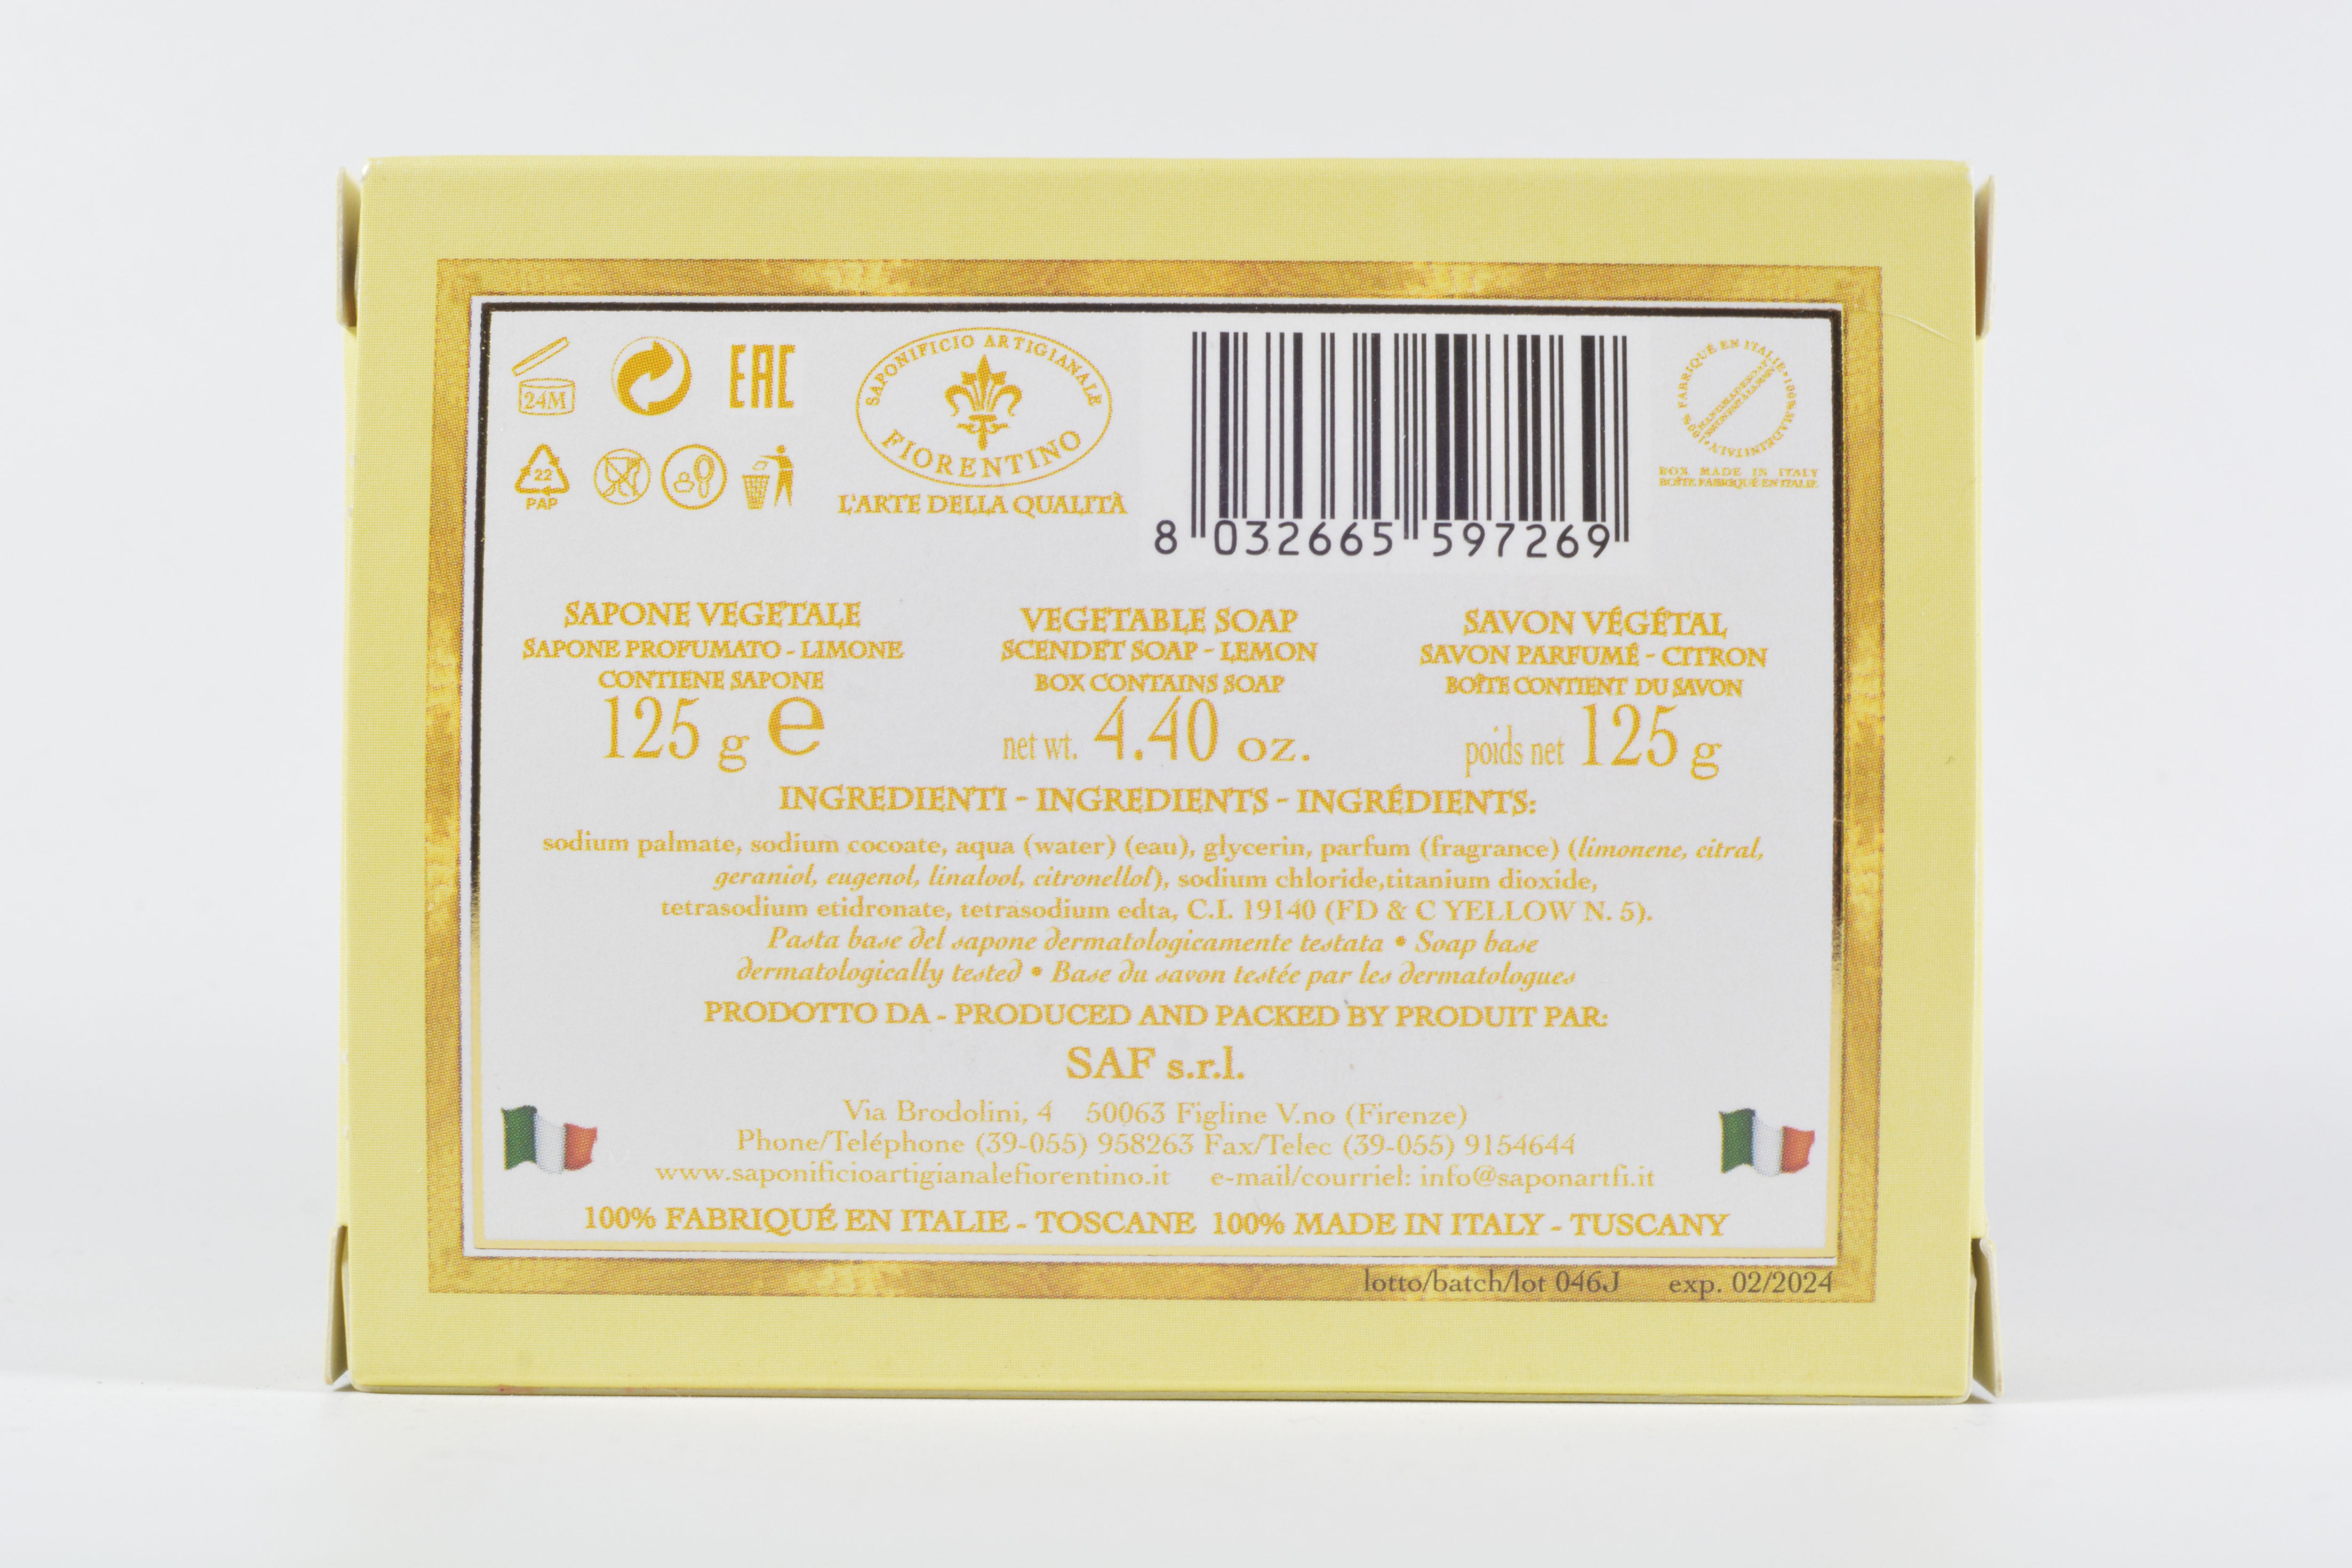 24M
EAC
22
PAP
SAPONIFICIO ARTIGIANALE
FIORENTINO
L'ARTE DELLA QUALITÀ
8 032665 597269
100% FABRIQUÉ EN ITALIE • 100% MADE IN ITALY •
BOX MADE IN ITALY
BOÎTE FABRIQUÉ EN ITALIE
SAPONE VEGETALE
SAPONE PROFUMATO - LIMONE
CONTIENE SAPONE
125 g e
VEGETABLE SOAP
SCENDET SOAP - LEMON
BOX CONTAINS SOAP
net wt. 4.40 oz.
SAVON VÉGÉTAL
SAVON PARFUMÉ - CITRON
BOÎTE CONTIENT DU SAVON
poids net 125 g
INGREDIENTI - INGREDIENTS - INGRÉDIENTS:
sodium palmate, sodium cocoate, aqua (water) (eau), glycerin, parfum (fragrance) (limonene, citral,
geraniol, eugenol, linalool, citronellol), sodium chloride,titanium dioxide,
tetrasodium etidronate, tetrasodium edta, C.I. 19140 (FD & C YELLOW N. 5).
Pasta base del sapone dermatologicamente testata • Soap base
dermatologically tested • Base du savon testée par les dermatologues
PRODOTTO DA - PRODUCED AND PACKED BY PRODUIT PAR:
SAF s.r.l.
Via Brodolini, 4 50063 Figline V.no (Firenze)
Phone/Teléphone (39-055) 958263 Fax/Telec (39-055) 9154644
www.saponificioartigianalefiorentino.it e-mail/courriel: info@saponartfi.it
100% FABRIQUÉ EN ITALIE - TOSCANE 100% MADE IN ITALY - TUSCANY
lotto/batch/lot 046J exp. 02/2024